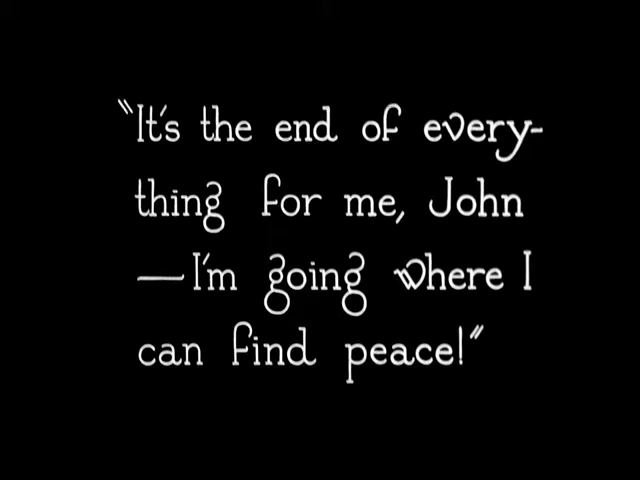 "It's the end of every-
thing for me, John
—I'm going where I
can find peace!"